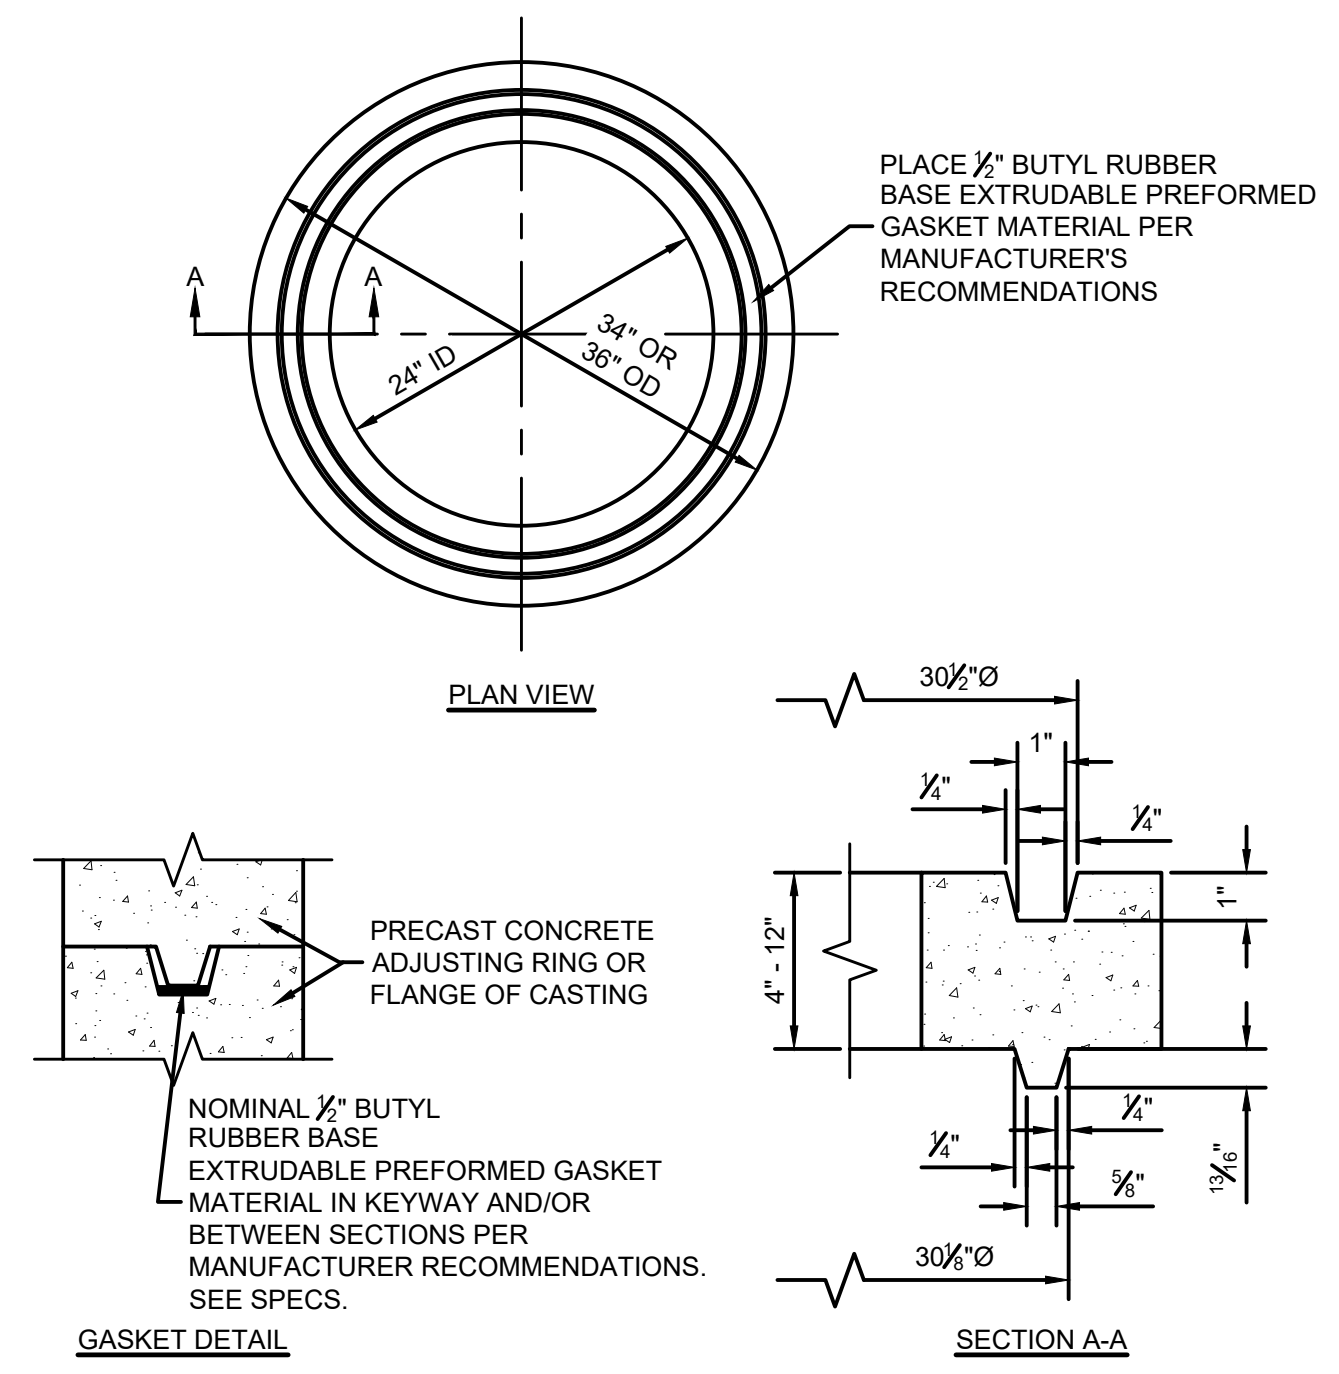 PLACE ½" BUTYL RUBBER
BASE EXTRUDABLE PREFORMED
GASKET MATERIAL PER
MANUFACTURER'S
RECOMMENDATIONS
A
A
24" ID
34" OR
36" OD
PLAN VIEW
30½"Ø
1"
¼"
¼"
1"
4" - 12"
PRECAST CONCRETE
ADJUSTING RING OR
FLANGE OF CASTING
NOMINAL ½" BUTYL
RUBBER BASE
EXTRUDABLE PREFORMED GASKET
MATERIAL IN KEYWAY AND/OR
BETWEEN SECTIONS PER
MANUFACTURER RECOMMENDATIONS.
SEE SPECS.
GASKET DETAIL
¼"
¼"
⅝"
13/16"
30⅛"Ø
SECTION A-A